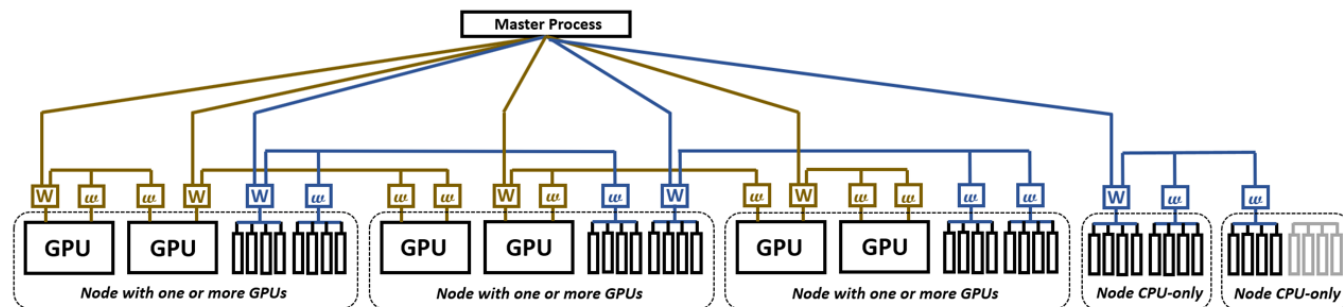 Master Process
W w w W W w w w W w w W w W w w w w W w w
GPU GPU GPU GPU GPU GPU
Node with one or more GPUs Node with one or more GPUs Node with one or more GPUs Node CPU-only Node CPU-only